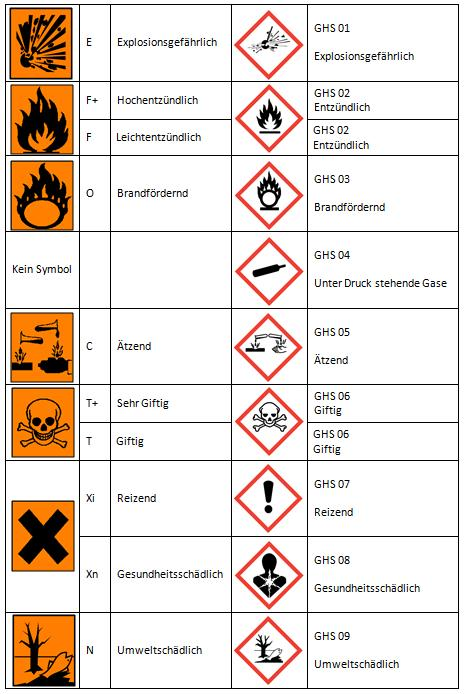 E
Explosionsgefährlich
GHS 01
Explosionsgefährlich
F+
Hochentzündlich
GHS 02
Entzündlich
F
Leichtentzündlich
GHS 02
Entzündlich
O
Brandfördernd
GHS 03
Brandfördernd
Kein Symbol
GHS 04
Unter Druck stehende Gase
C
Ätzend
GHS 05
Ätzend
T+
Sehr Giftig
GHS 06
Giftig
T
Giftig
GHS 06
Giftig
Xi
Reizend
GHS 07
Reizend
Xn
Gesundheitsschädlich
GHS 08
Gesundheitsschädlich
N
Umweltschädlich
GHS 09
Umweltschädlich